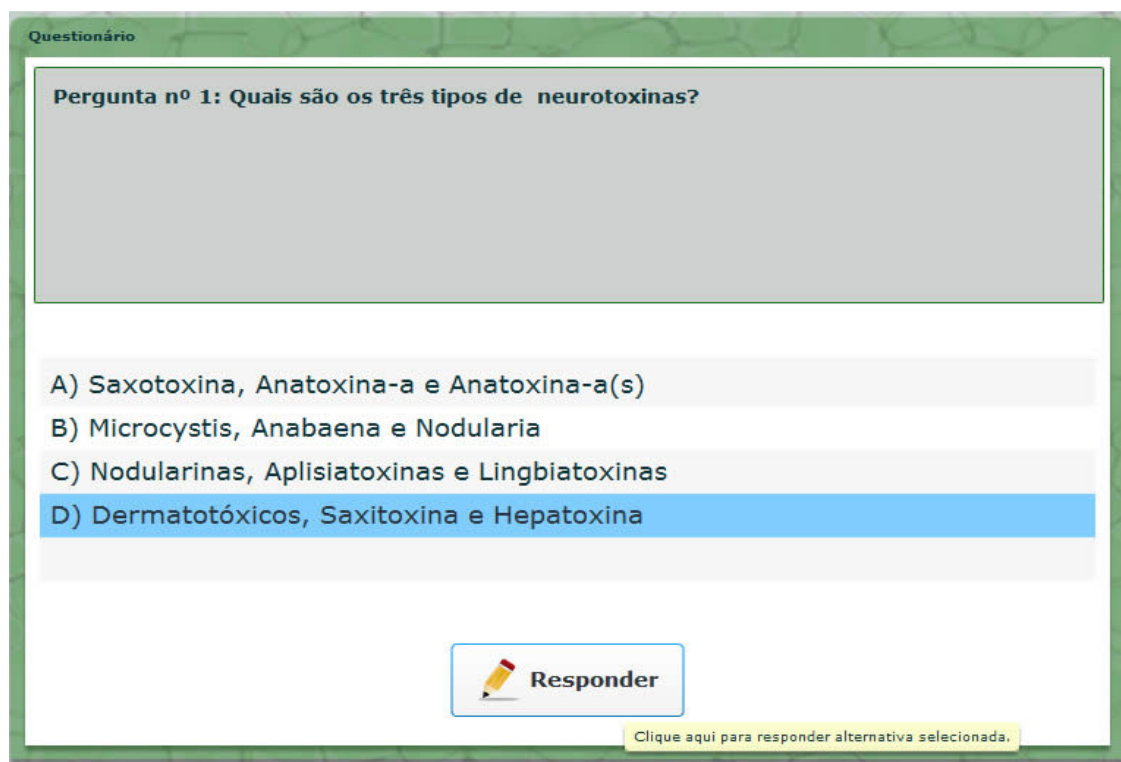 Questionário
Pergunta nº 1: Quais são os três tipos de neurotoxinas?
A) Saxotoxina, Anatoxina-a e Anatoxina-a(s)
B) Microcystis, Anabaena e Nodularia
C) Nodularinas, Aplisiatoxinas e Lingbiatoxinas
D) Dermatotóxicos, Saxitoxina e Hepatoxina
Responder
Clique aqui para responder alternativa selecionada.